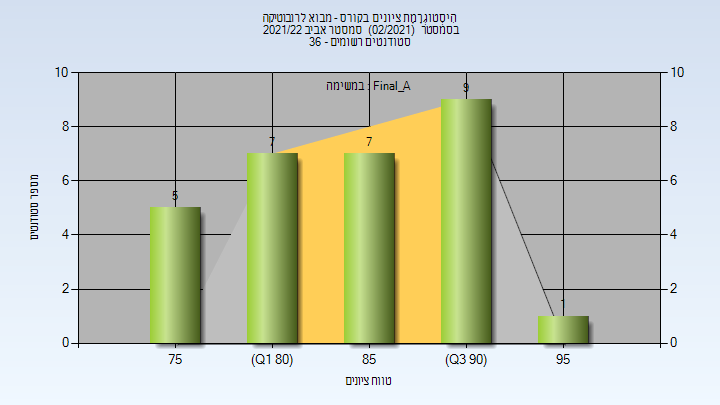 היסטוגרמת ציונים בקורס - מבוא לרובוטיקה
בסמסטר (02/2021) סמסטר אביב 2021/22
סטודנטים רשומים - 36
במשימה : Final_A
מספר סטודנטים
10
8
6
4
2
0
10
8
6
4
2
0
5
7
7
9
1
75
(Q1 80)
85
(Q3 90)
95
טווח ציונים